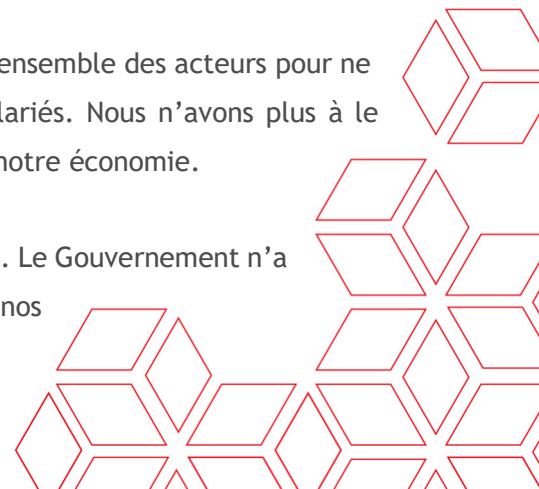 ensemble des acteurs pour ne
lariés. Nous n’avons plus à le
notre économie.
. Le Gouvernement n’a
nos